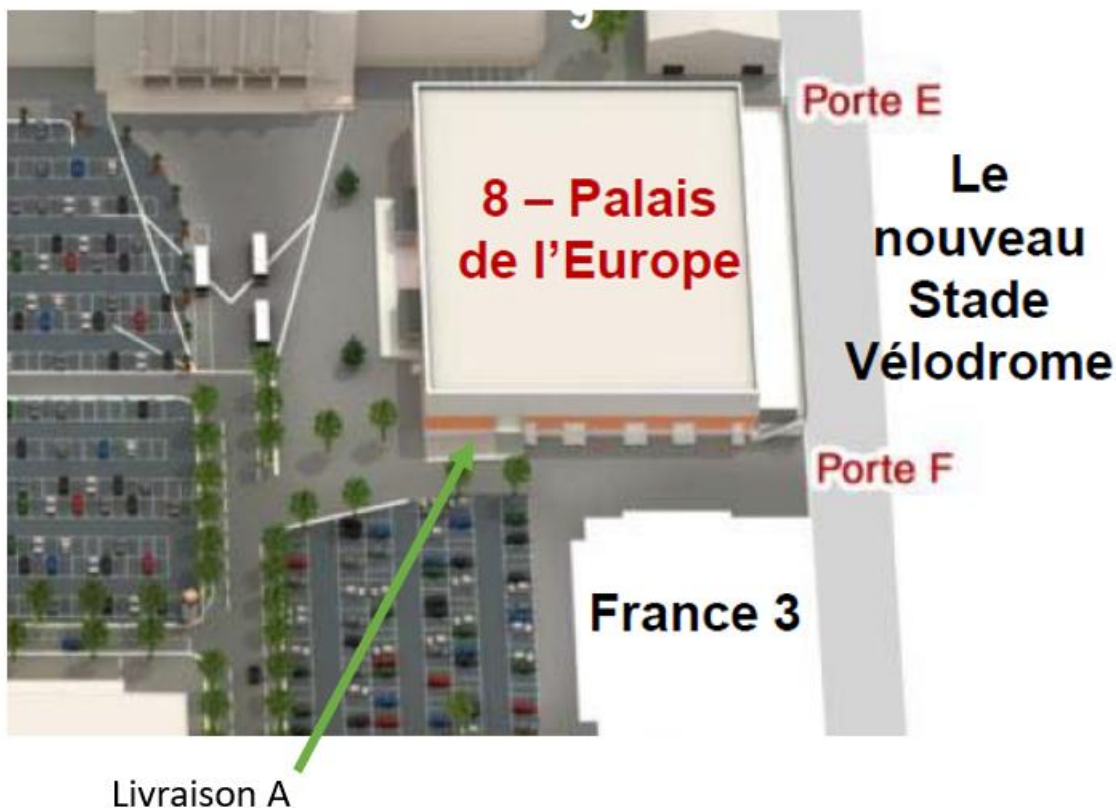 Porte E
8 – Palais
de l’Europe
Le
nouveau
Stade
Vélodrome
Porte F
France 3
Livraison A